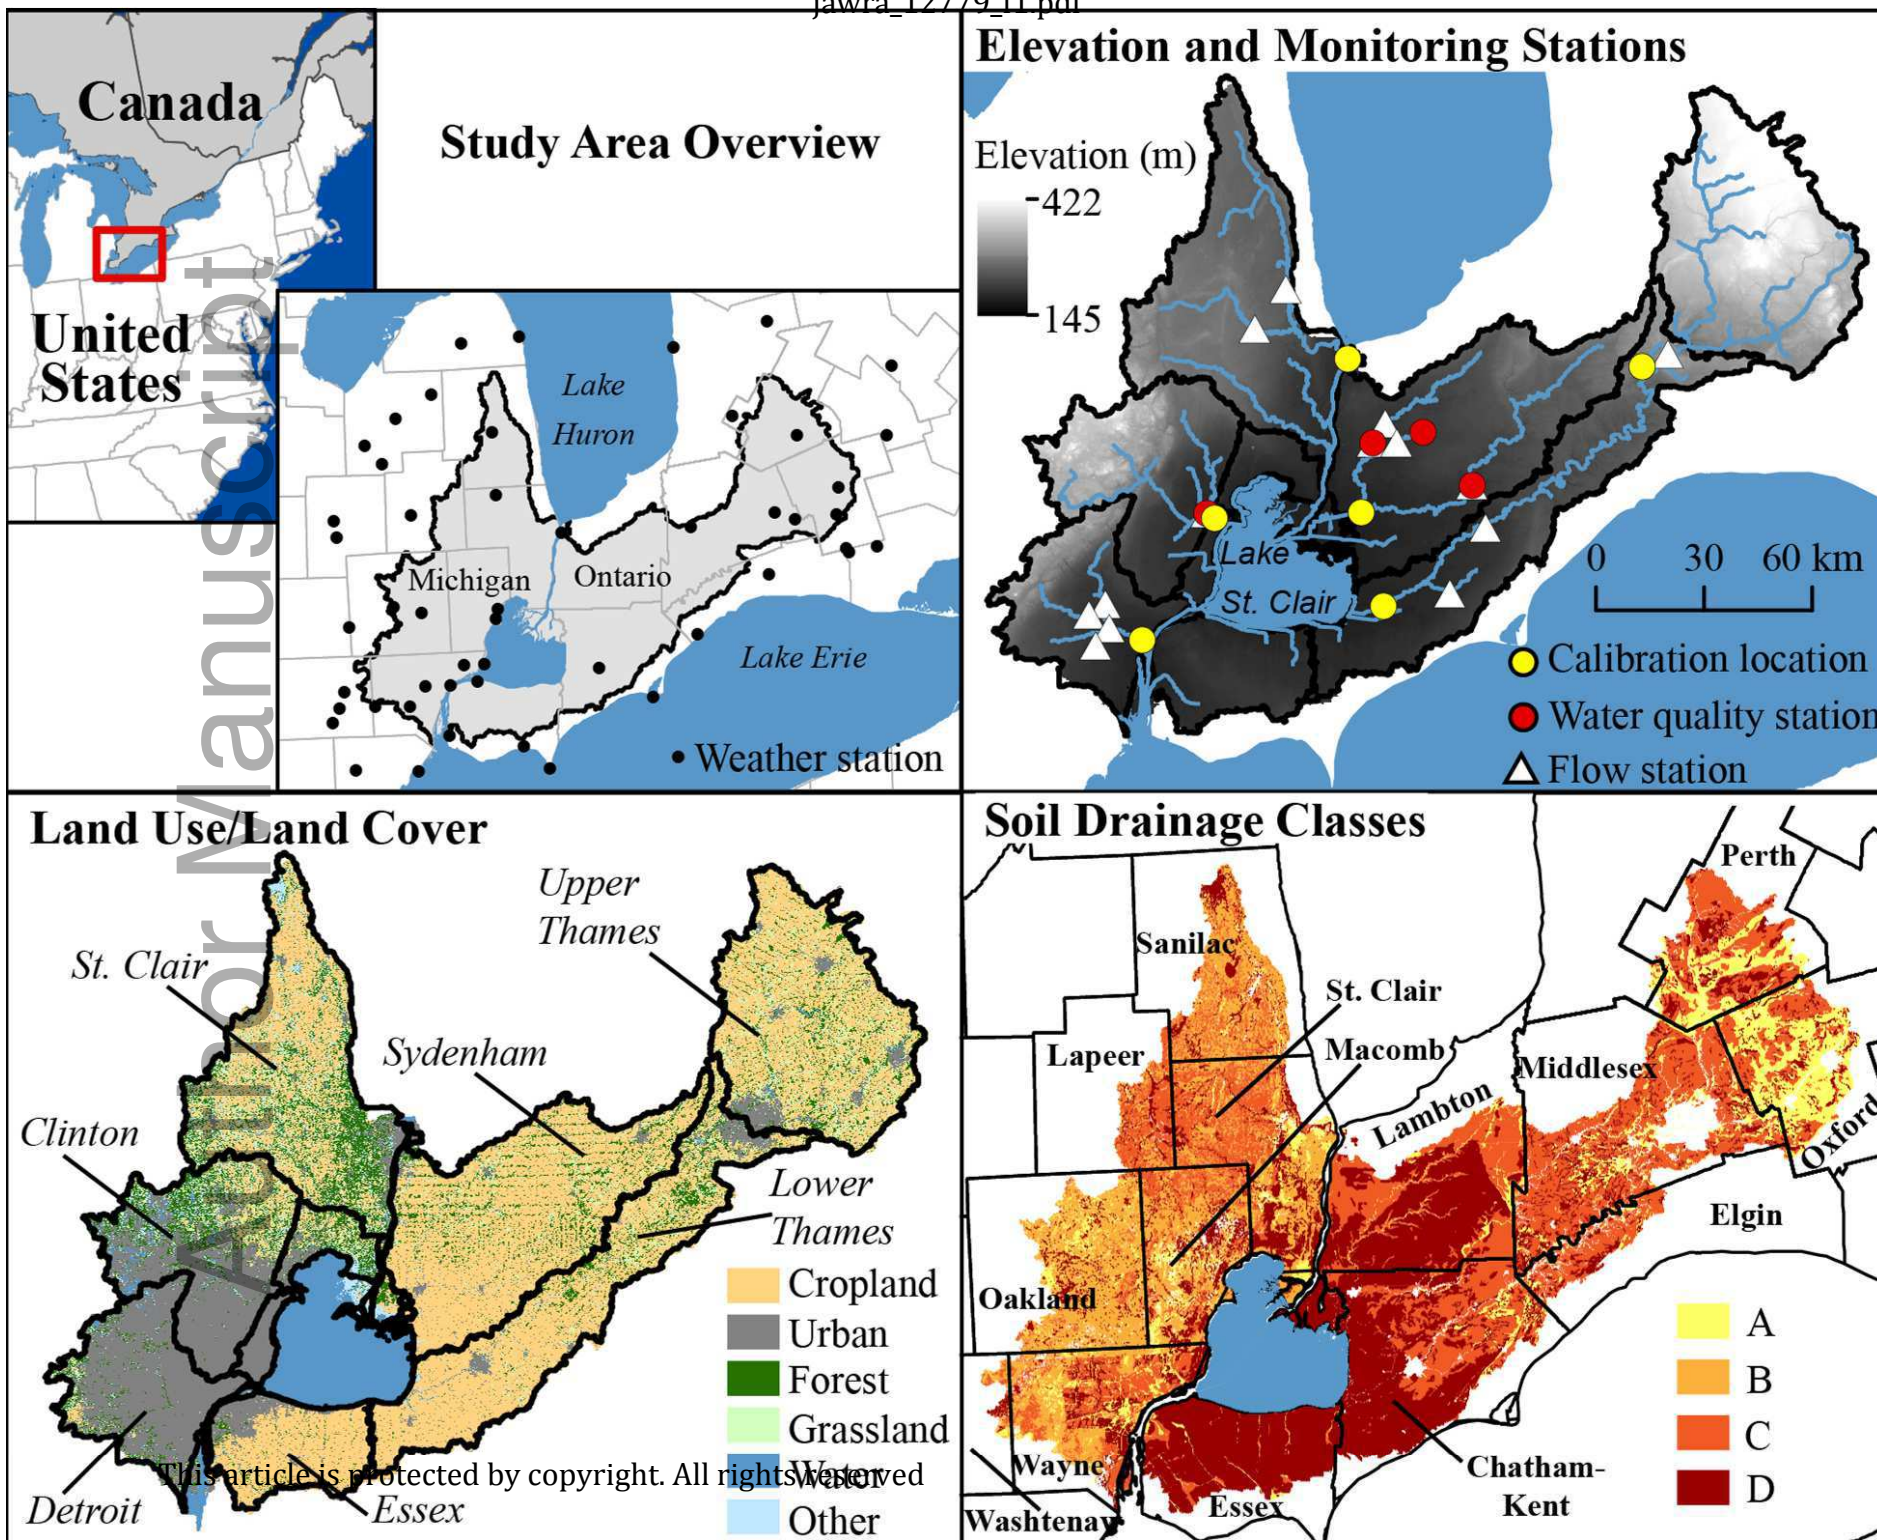 jawra_12779_f1.pdf
Canada
United
States
Study Area Overview
Lake
Huron
Michigan
Ontario
Lake Erie
Weather station
Elevation and Monitoring Stations
Elevation (m)
422
145
Lake
St. Clair
0 30 60 km
Calibration location
Water quality station
Flow station
Land Use/Land Cover
St. Clair
Upper
Thames
Sydenham
Clinton
Lower
Thames
Detroit
Essex
Cropland
Urban
Forest
Grassland
Water
Other
Soil Drainage Classes
Perth
Sanilac
St. Clair
Lapeer
Macomb
Middlesex
Lambton
Oxford
Elgin
Oakland
Wayne
Washtenaw
Essex
Chatham-
Kent
A
B
C
D
Author Manuscript
This article is protected by copyright. All rights reserved